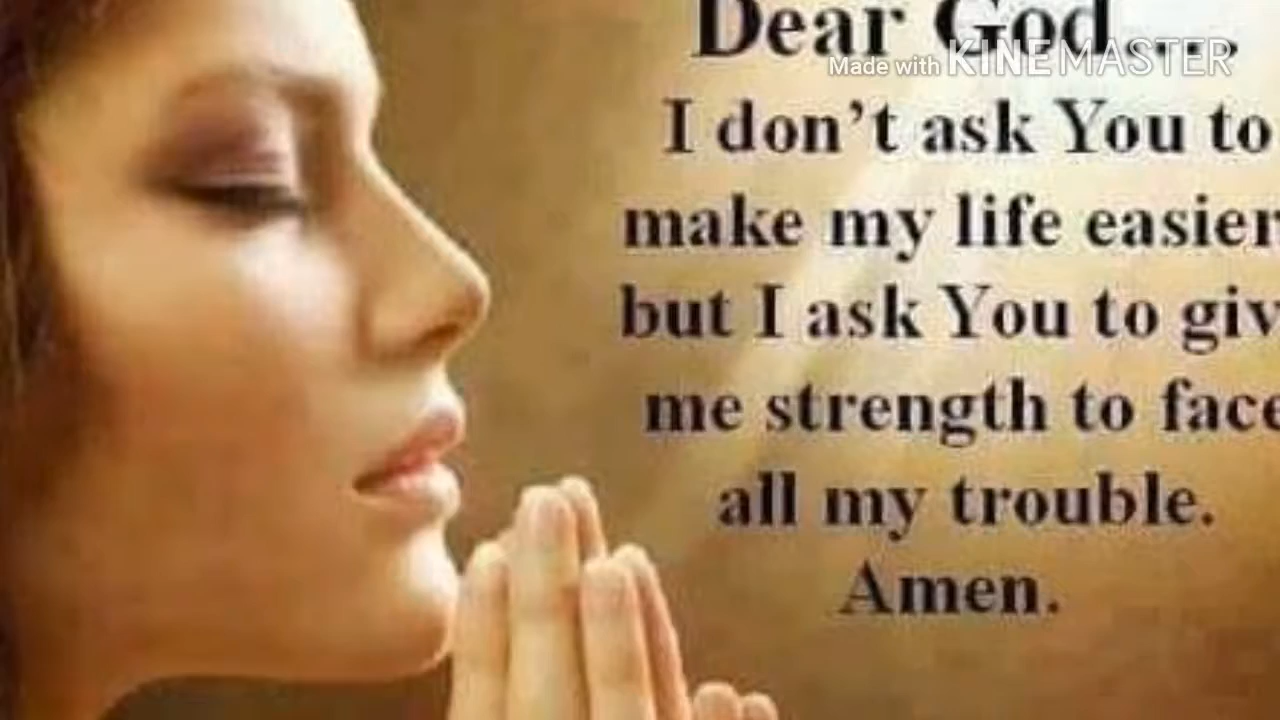 Dear God....
Made with KINEMASTER
I don't ask You to
make my life easier
but I ask You to giv
me strength to face
all my trouble.
Amen.